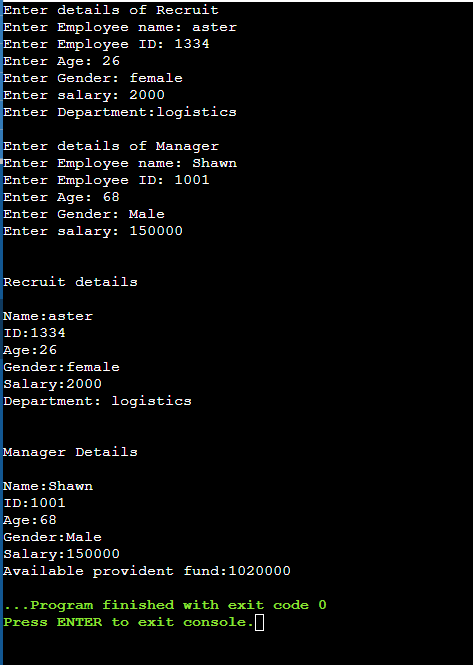 Enter details of Recruit
Enter Employee name: aster
Enter Employee ID: 1334
Enter Age: 26
Enter Gender: female
Enter salary: 2000
Enter Department:logistics
Enter details of Manager
Enter Employee name: Shawn
Enter Employee ID: 1001
Enter Age: 68
Enter Gender: Male
Enter salary: 150000
Recruit details
Name:aster
ID:1334
Age:26
Gender:female
Salary:2000
Department: logistics
Manager Details
Name:Shawn
ID:1001
Age:68
Gender:Male
Salary:150000
Available provident fund:1020000
...Program finished with exit code 0
Press ENTER to exit console.